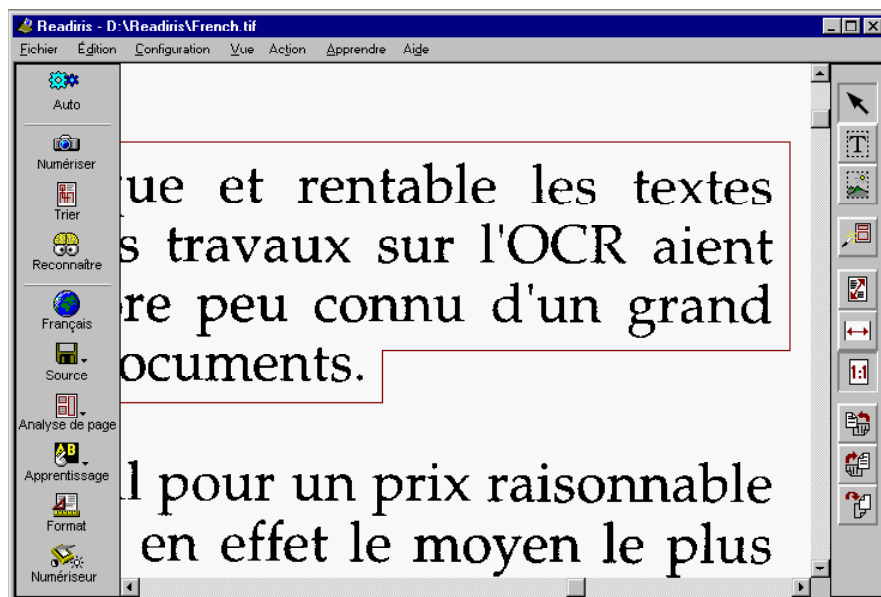 Readiris - D:\Readiris\French.tif
Fichier Édition Configuration Vue Action Apprendre Aide
Auto
Numériser
Trier
Reconnaître
Français
Source
Analyse de page
Apprentissage
Format
Numériseur
que et rentable les textes
s travaux sur l'OCR aient
re peu connu d'un grand
ocuments.
l pour un prix raisonnable
en effet le moyen le plus
T
1:1